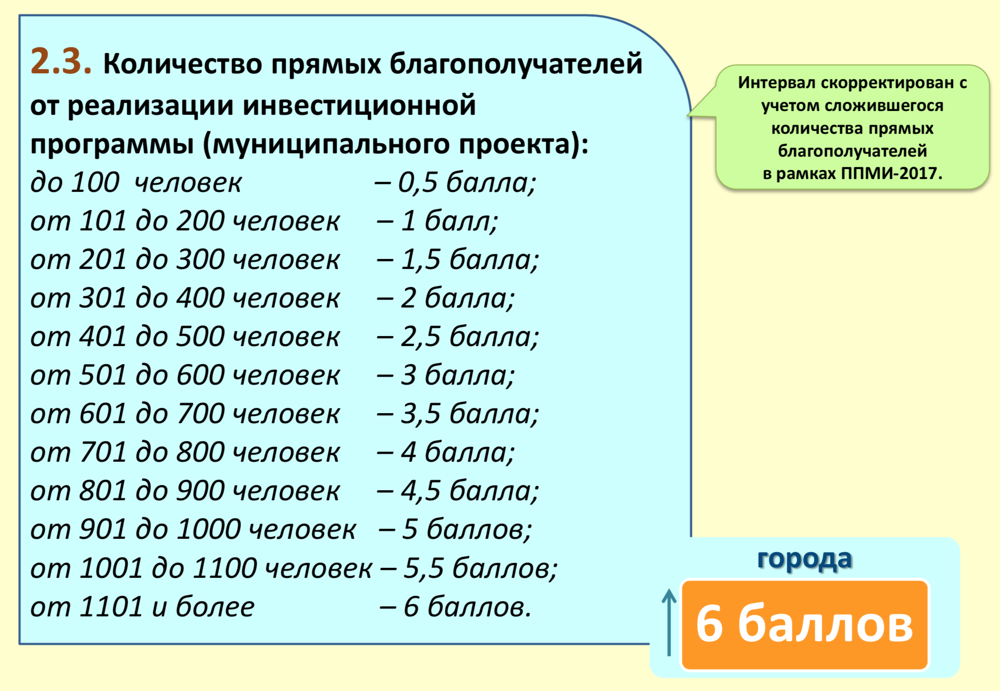 2.3. Количество прямых благополучателей
от реализации инвестиционной
программы (муниципального проекта):
до 100 человек – 0,5 балла;
от 101 до 200 человек – 1 балл;
от 201 до 300 человек – 1,5 балла;
от 301 до 400 человек – 2 балла;
от 401 до 500 человек – 2,5 балла;
от 501 до 600 человек – 3 балла;
от 601 до 700 человек – 3,5 балла;
от 701 до 800 человек – 4 балла;
от 801 до 900 человек – 4,5 балла;
от 901 до 1000 человек – 5 баллов;
от 1001 до 1100 человек – 5,5 баллов;
от 1101 и более – 6 баллов.
Интервал скорректирован с
учетом сложившегося
количества прямых
благополучателей
в рамках ППМИ-2017.
города
6 баллов